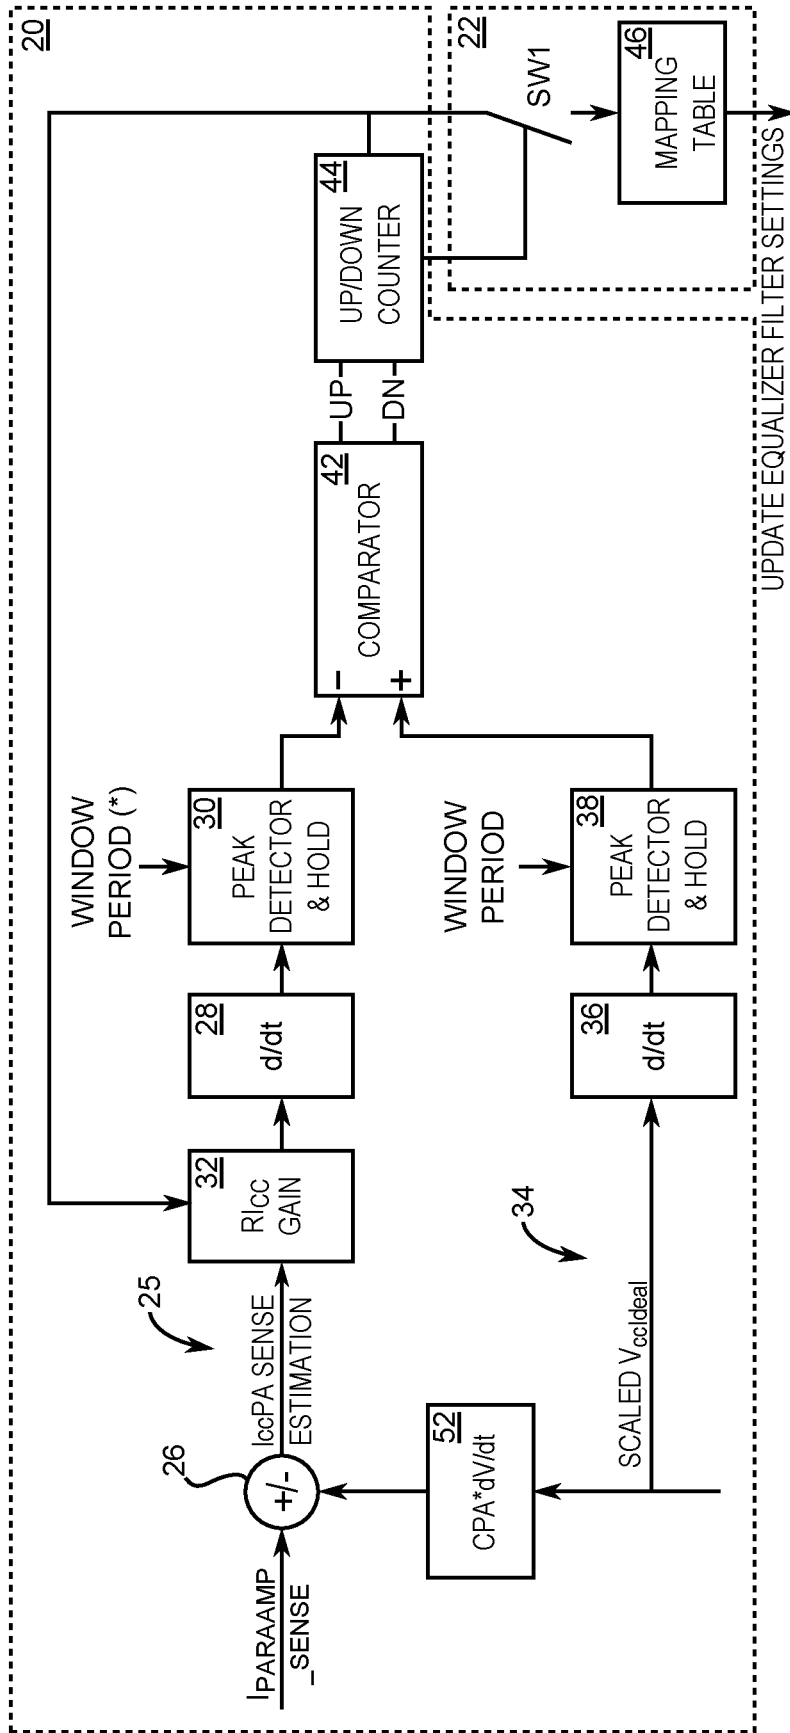 20
22
SW1
46
MAPPING
TABLE
UPDATE EQUALIZER FILTER SETTINGS
44
UP/DOWN
COUNTER
UP
DN
42
COMPARATOR
-
+
WINDOW
PERIOD (*)
30
PEAK
DETECTOR
& HOLD
WINDOW
PERIOD
38
PEAK
DETECTOR
& HOLD
28
d/dt
36
d/dt
32
RICC
GAIN
34
25
IccPA SENSE
ESTIMATION
SCALED VccIdeal
26
+/-
52
CPA*dV/dt
IPARAAMP
_SENSE